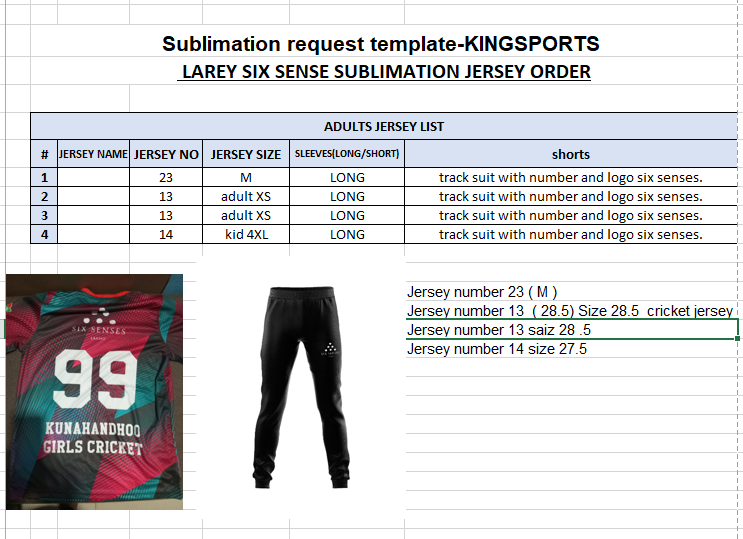 Sublimation request template-KINGSPORTS
LAREY SIX SENSE SUBLIMATION JERSEY ORDER
ADULTS JERSEY LIST
# JERSEY NAME JERSEY NO JERSEY SIZE SLEEVES(LONG/SHORT) shorts
1 23 M LONG track suit with number and logo six senses.
2 13 adult XS LONG track suit with number and logo six senses.
3 13 adult XS LONG track suit with number and logo six senses.
4 14 kid 4XL LONG track suit with number and logo six senses.
SIX SENSES
99
KUNAHANDHOO
GIRLS CRICKET
SIX SENSES
Jersey number 23 ( M )
Jersey number 13 ( 28.5) Size 28.5 cricket jersey
Jersey number 13 saiz 28 .5
Jersey number 14 size 27.5